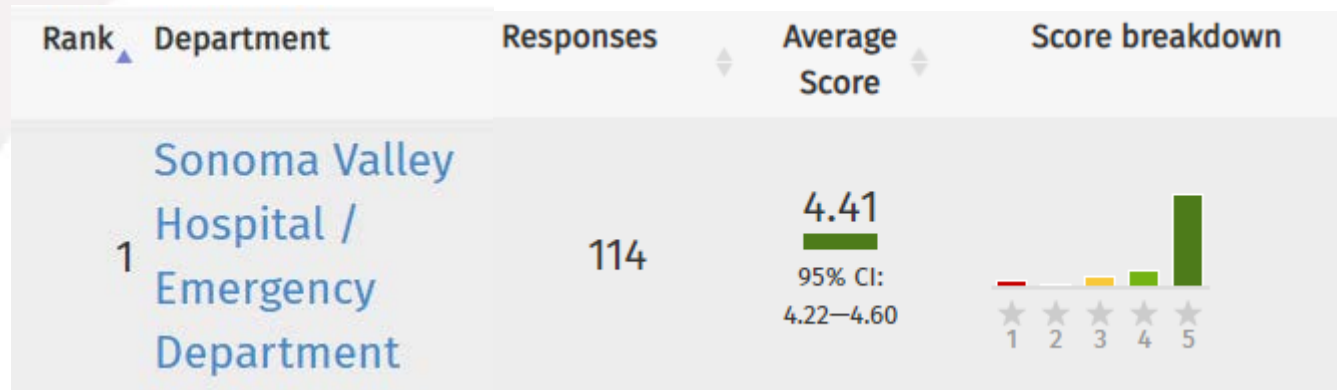 Rank Department Responses Average Score Score breakdown
1 Sonoma Valley Hospital / Emergency Department 114 4.41
95% CI:
4.22—4.60
1 2 3 4 5